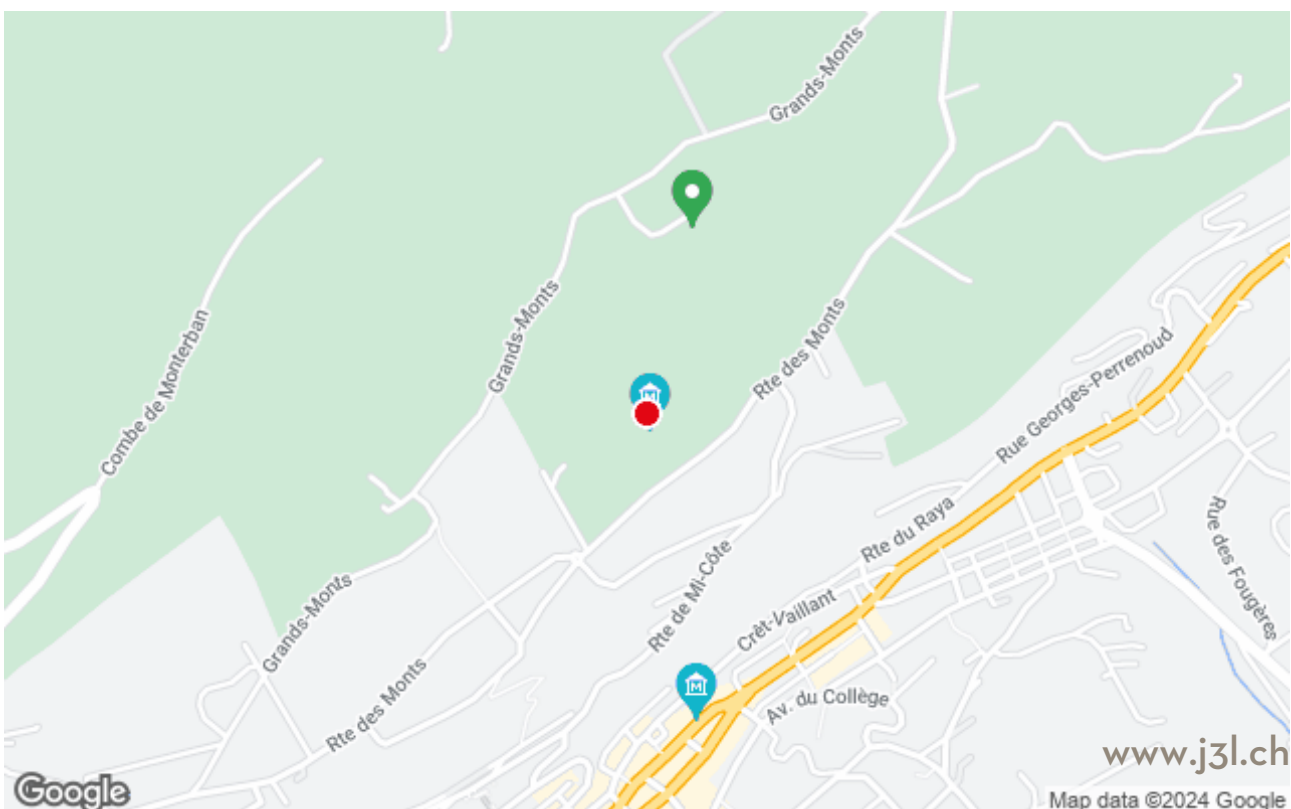 Grands-Monts
Combe de Monterban
Grands-Monts
Rte des Monts
Rue Georges-Perrenoud
Rte du Raya
Rue des Fougères
Rte de Mi-Côte
Crêt-Vaillant
Grands-Monts
Rte des Monts
Av. du Collège
M
M
www.j3l.ch
Google
Map data ©2024 Google